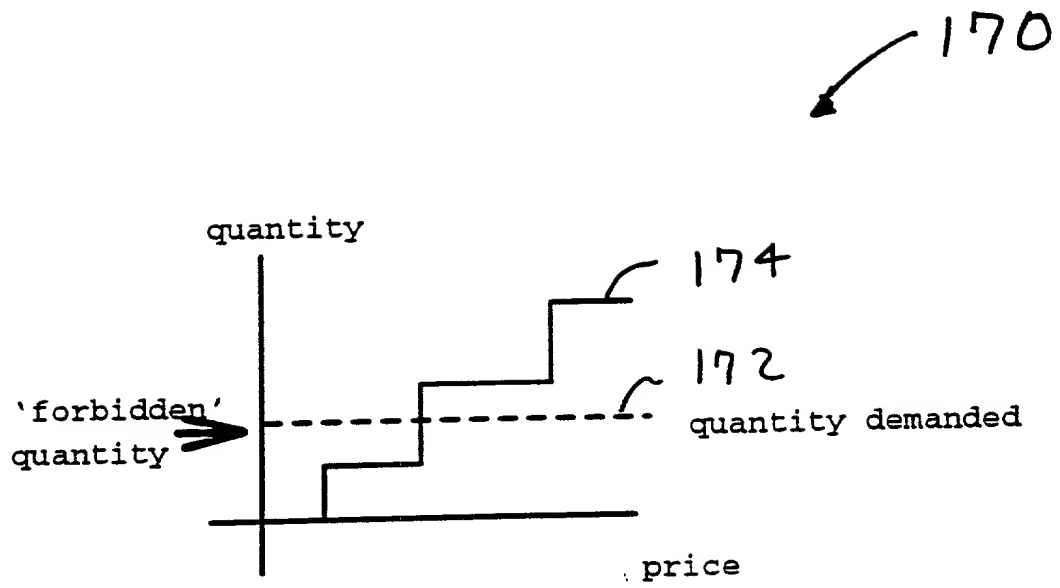 170
quantity
174
172
'forbidden'
quantity
quantity demanded
price